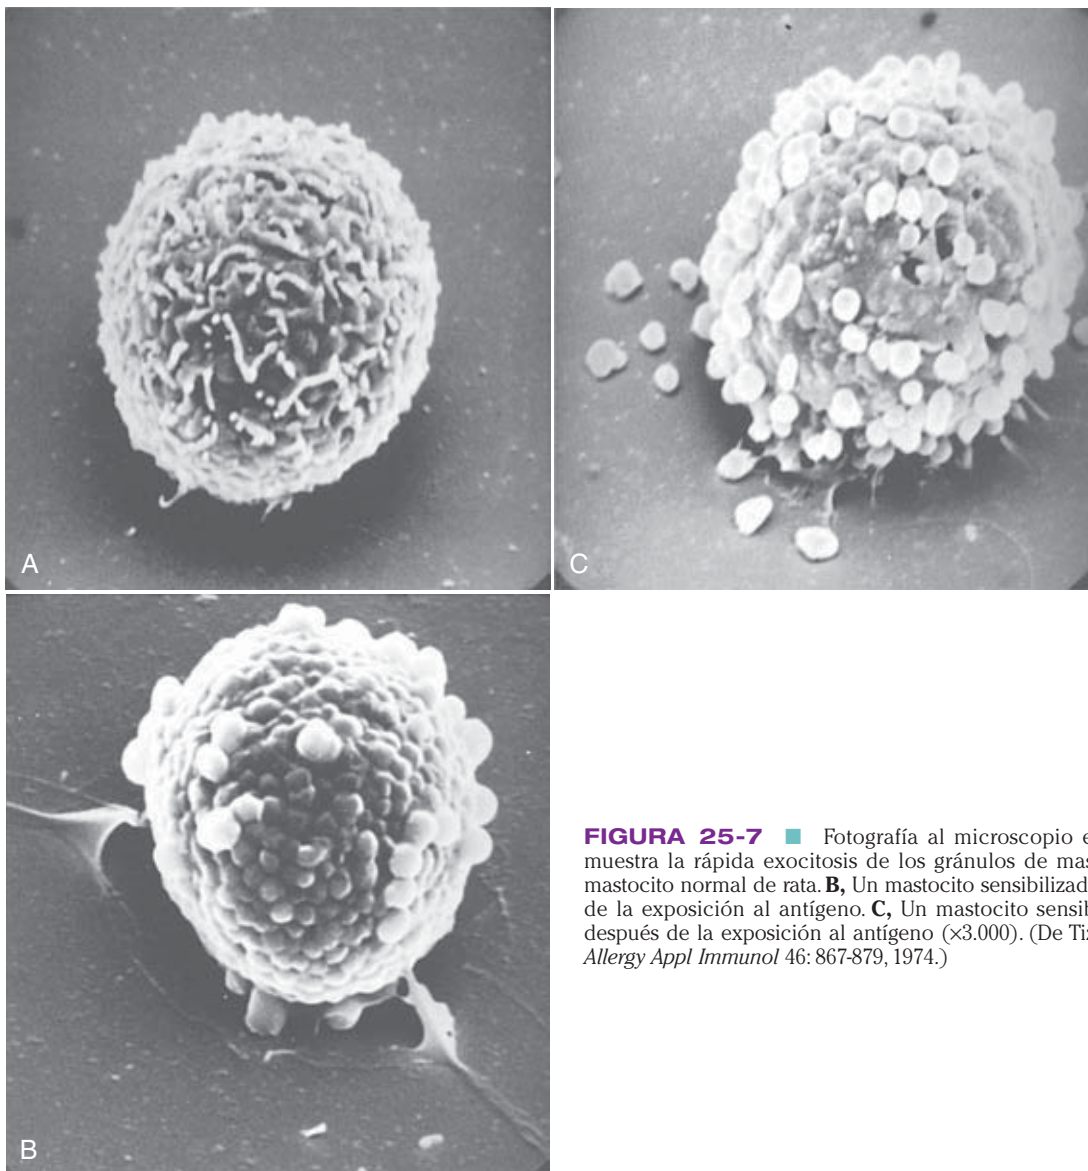 A
C
B
FIGURA 25-7 ■ Fotografía al microscopio e
muestra la rápida exocitosis de los gránulos de mas
mastocito normal de rata. B, Un mastocito sensibilizad
de la exposición al antígeno. C, Un mastocito sensib
después de la exposición al antígeno (×3.000). (De Tiz
Allergy Appl Immunol 46: 867-879, 1974.)